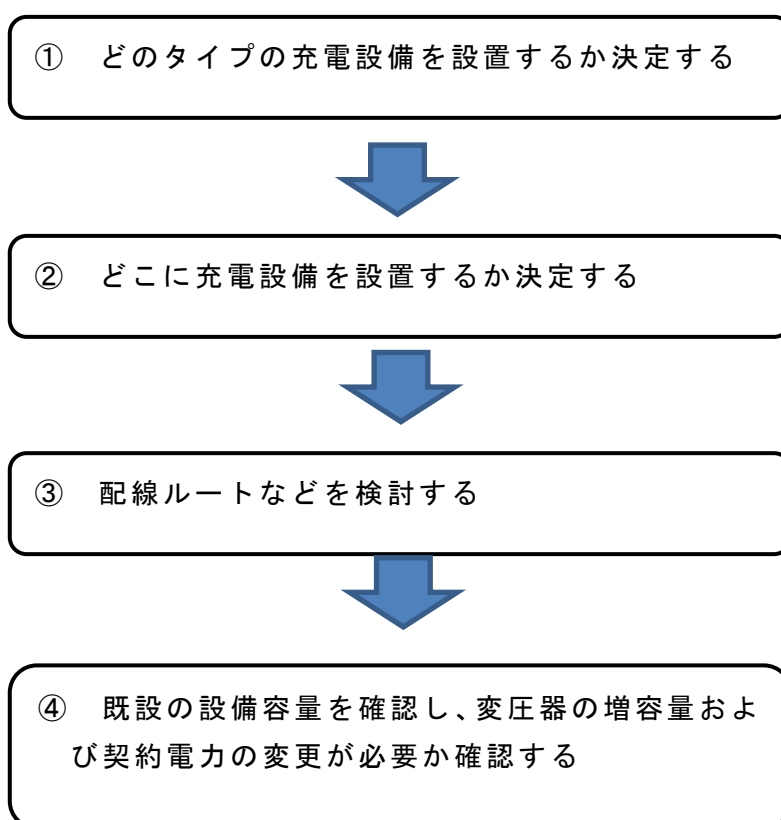 ① どのタイプの充電設備を設置するか決定する
② どこに充電設備を設置するか決定する
③ 配線ルートなどを検討する
④ 既設の設備容量を確認し、変圧器の増容量およ
び契約電力の変更が必要か確認する